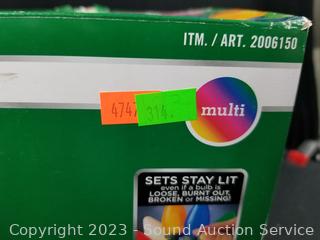 ITM. / ART. 2006150
474
314.
multi
SETS STAY LIT
even if a bulb is
LOOSE, BURNT OUT,
BROKEN or MISSING!
Copyright 2023 - Sound Auction Service